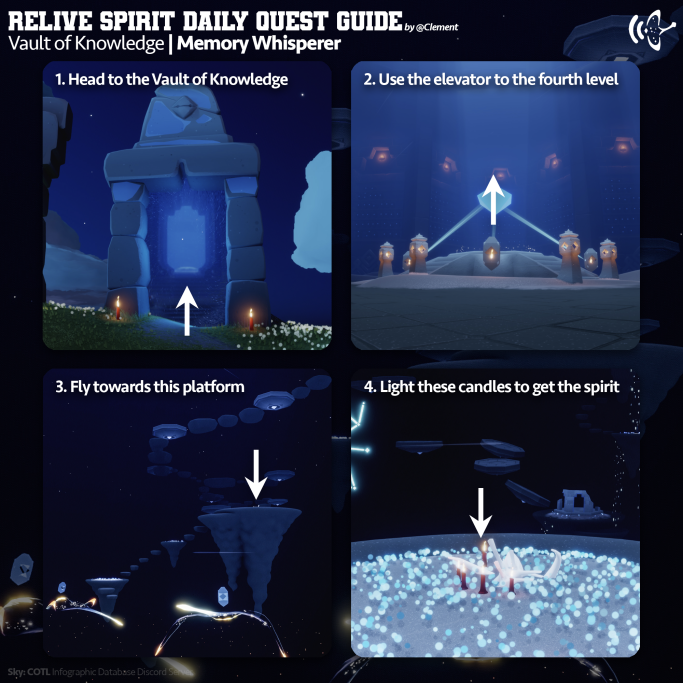 RELIVE SPIRIT DAILY QUEST GUIDE by @Clement
Vault of Knowledge | Memory Whisperer
1. Head to the Vault of Knowledge
2. Use the elevator to the fourth level
3. Fly towards this platform
4. Light these candles to get the spirit
Sky: COTL Infographic Database Discord